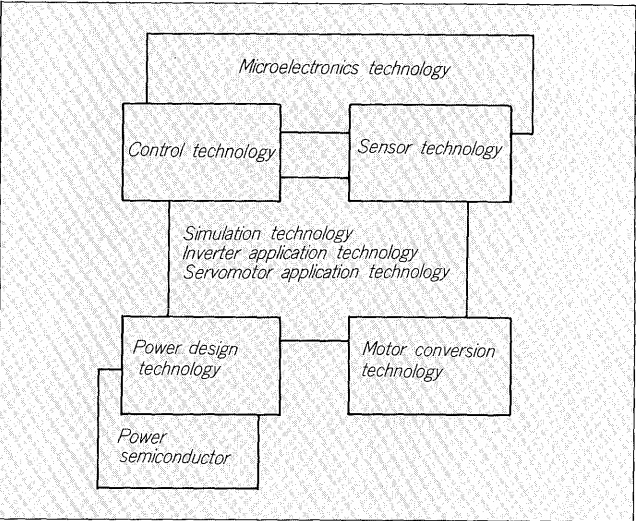 Microelectronics technology
Control technology
Sensor technology
Simulation technology
Inverter application technology
Servomotor application technology
Power design
technology
Motor conversion
technology
Power
semiconductor